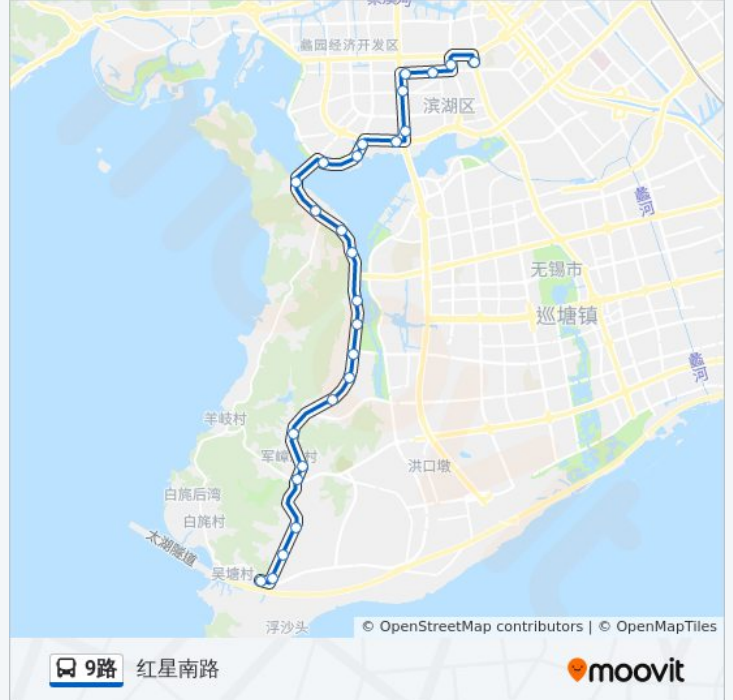 蠡园经济开发区
滨湖区
蠡河
无锡市
巡塘镇
蠡河
羊岐村
军嶂
村
洪口墩
白旄后湾
白旄村
太湖隧道
吴塘村
浮沙头
© OpenStreetMap contributors | © OpenMapTiles
9路 红星南路
moovit